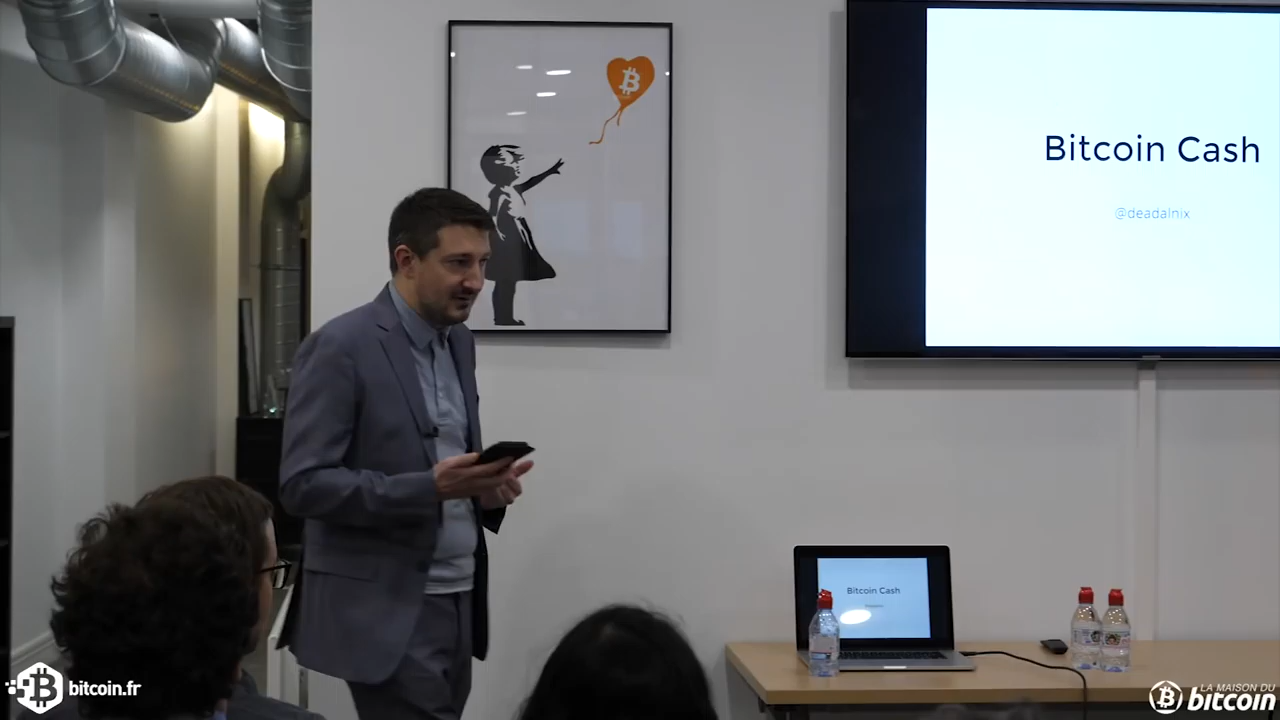 Bitcoin Cash
@deadalnix
Bitcoin Cash
bitcoin.fr
LA MAISON DU
bitcoin